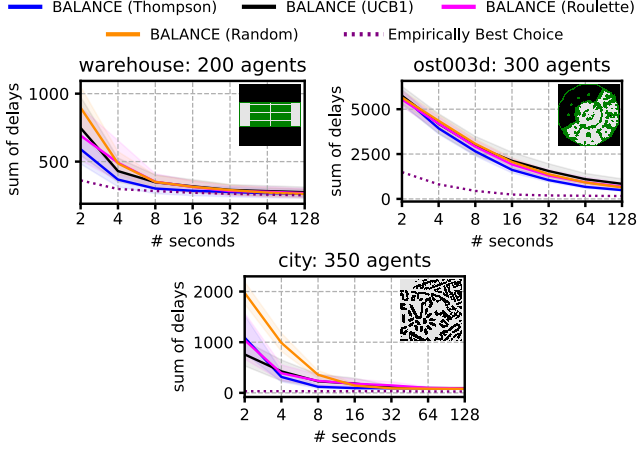 BALANCE (Thompson) BALANCE (UCB1) BALANCE (Roulette)
BALANCE (Random) Empirically Best Choice
warehouse: 200 agents
sum of delays
1000
500
2 4 8 16 32 64 128
# seconds
ost003d: 300 agents
sum of delays
5000
2500
0
2 4 8 16 32 64 128
# seconds
city: 350 agents
sum of delays
2000
1000
0
2 4 8 16 32 64 128
# seconds